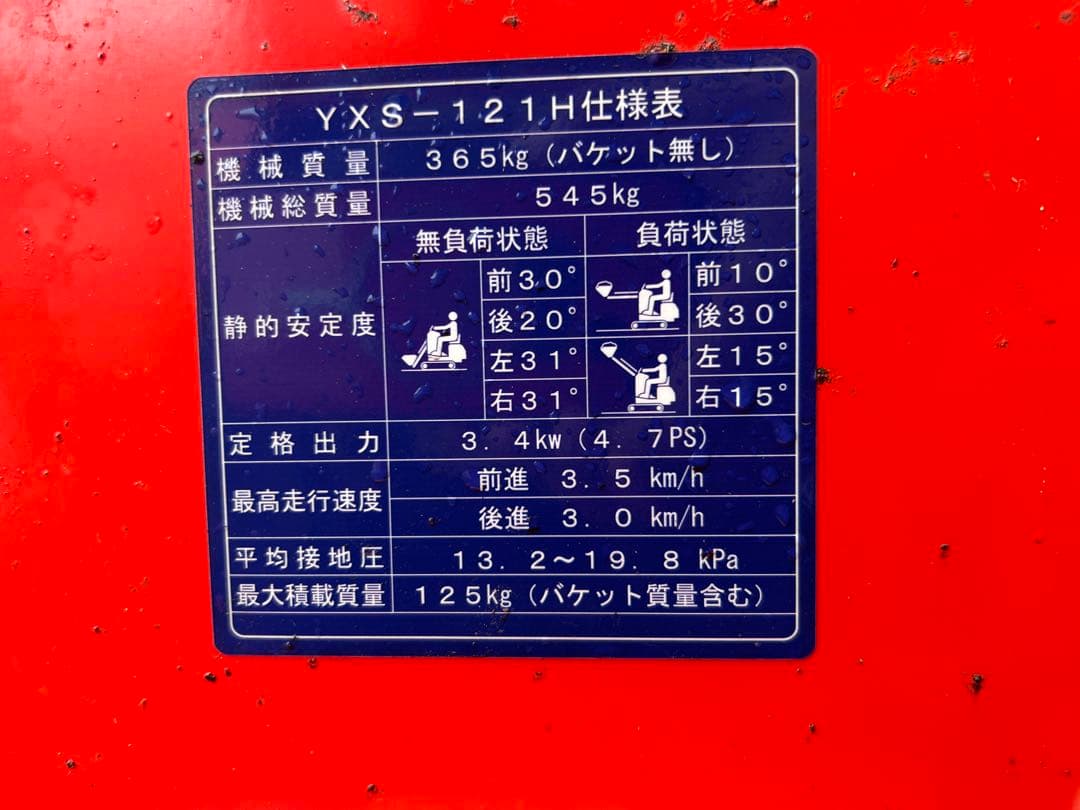 YXS-121H仕様表
機械質量 365kg（バケット無し）
機械総質量 545kg
静的安定度 無負荷状態 負荷状態
前30° 前10°
後20° 後30°
左31° 左15°
右31° 右15°
定格出力 3.4kw（4.7PS）
最高走行速度 前進 3.5 km/h
後進 3.0 km/h
平均接地圧 13.2～19.8 kPa
最大積載質量 125kg（バケット質量含む）